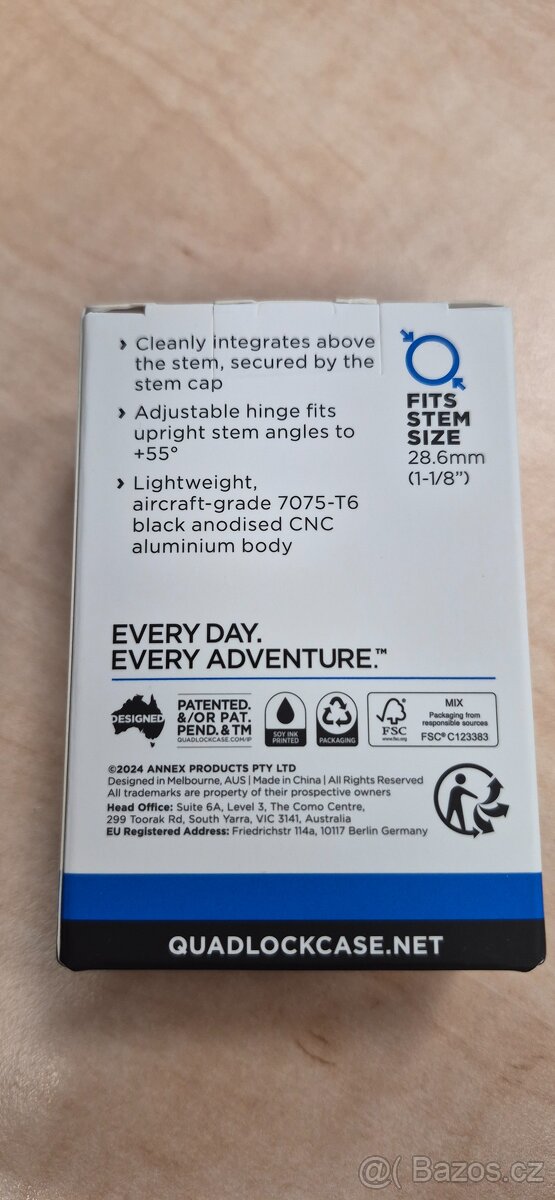 › Cleanly integrates above
the stem, secured by the
stem cap
› Adjustable hinge fits
upright stem angles to
+55°
› Lightweight,
aircraft-grade 7075-T6
black anodised CNC
aluminium body
FITS
STEM
SIZE
28.6mm
(1-1/8”)
EVERY DAY.
EVERY ADVENTURE.™
DESIGNED
PATENTED.
&/OR PAT.
PEND. & TM
QUADLOCKCASE.COM/IP
SOY INK
PRINTED
PACKAGING
FSC
www.fsc.org
MIX
Packaging from
responsible sources
FSC® C123383
©2024 ANNEX PRODUCTS PTY LTD
Designed in Melbourne, AUS | Made in China | All Rights Reserved
All trademarks are property of their prospective owners
Head Office: Suite 6A, Level 3, The Como Centre,
299 Toorak Rd, South Yarra, VIC 3141, Australia
EU Registered Address: Friedrichstr 114a, 10117 Berlin Germany
QUADLOCKCASE.NET
@( Bazos.cz